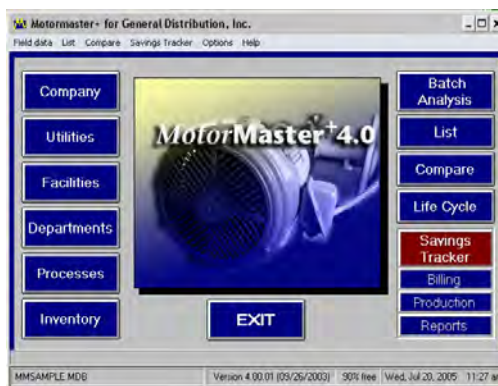 Motormaster+ for General Distribution, Inc.
Field data List Compare Savings Tracker Options Help
Company
Utilities
Facilities
Departments
Processes
Inventory
MotorMaster+4.0
EXIT
Batch
Analysis
List
Compare
Life Cycle
Savings
Tracker
Billing
Production
Reports
MMSAMPLE.MDB Version 4.00.01 (09/26/2003) 90% free Wed, Jul 20, 2005 11:27